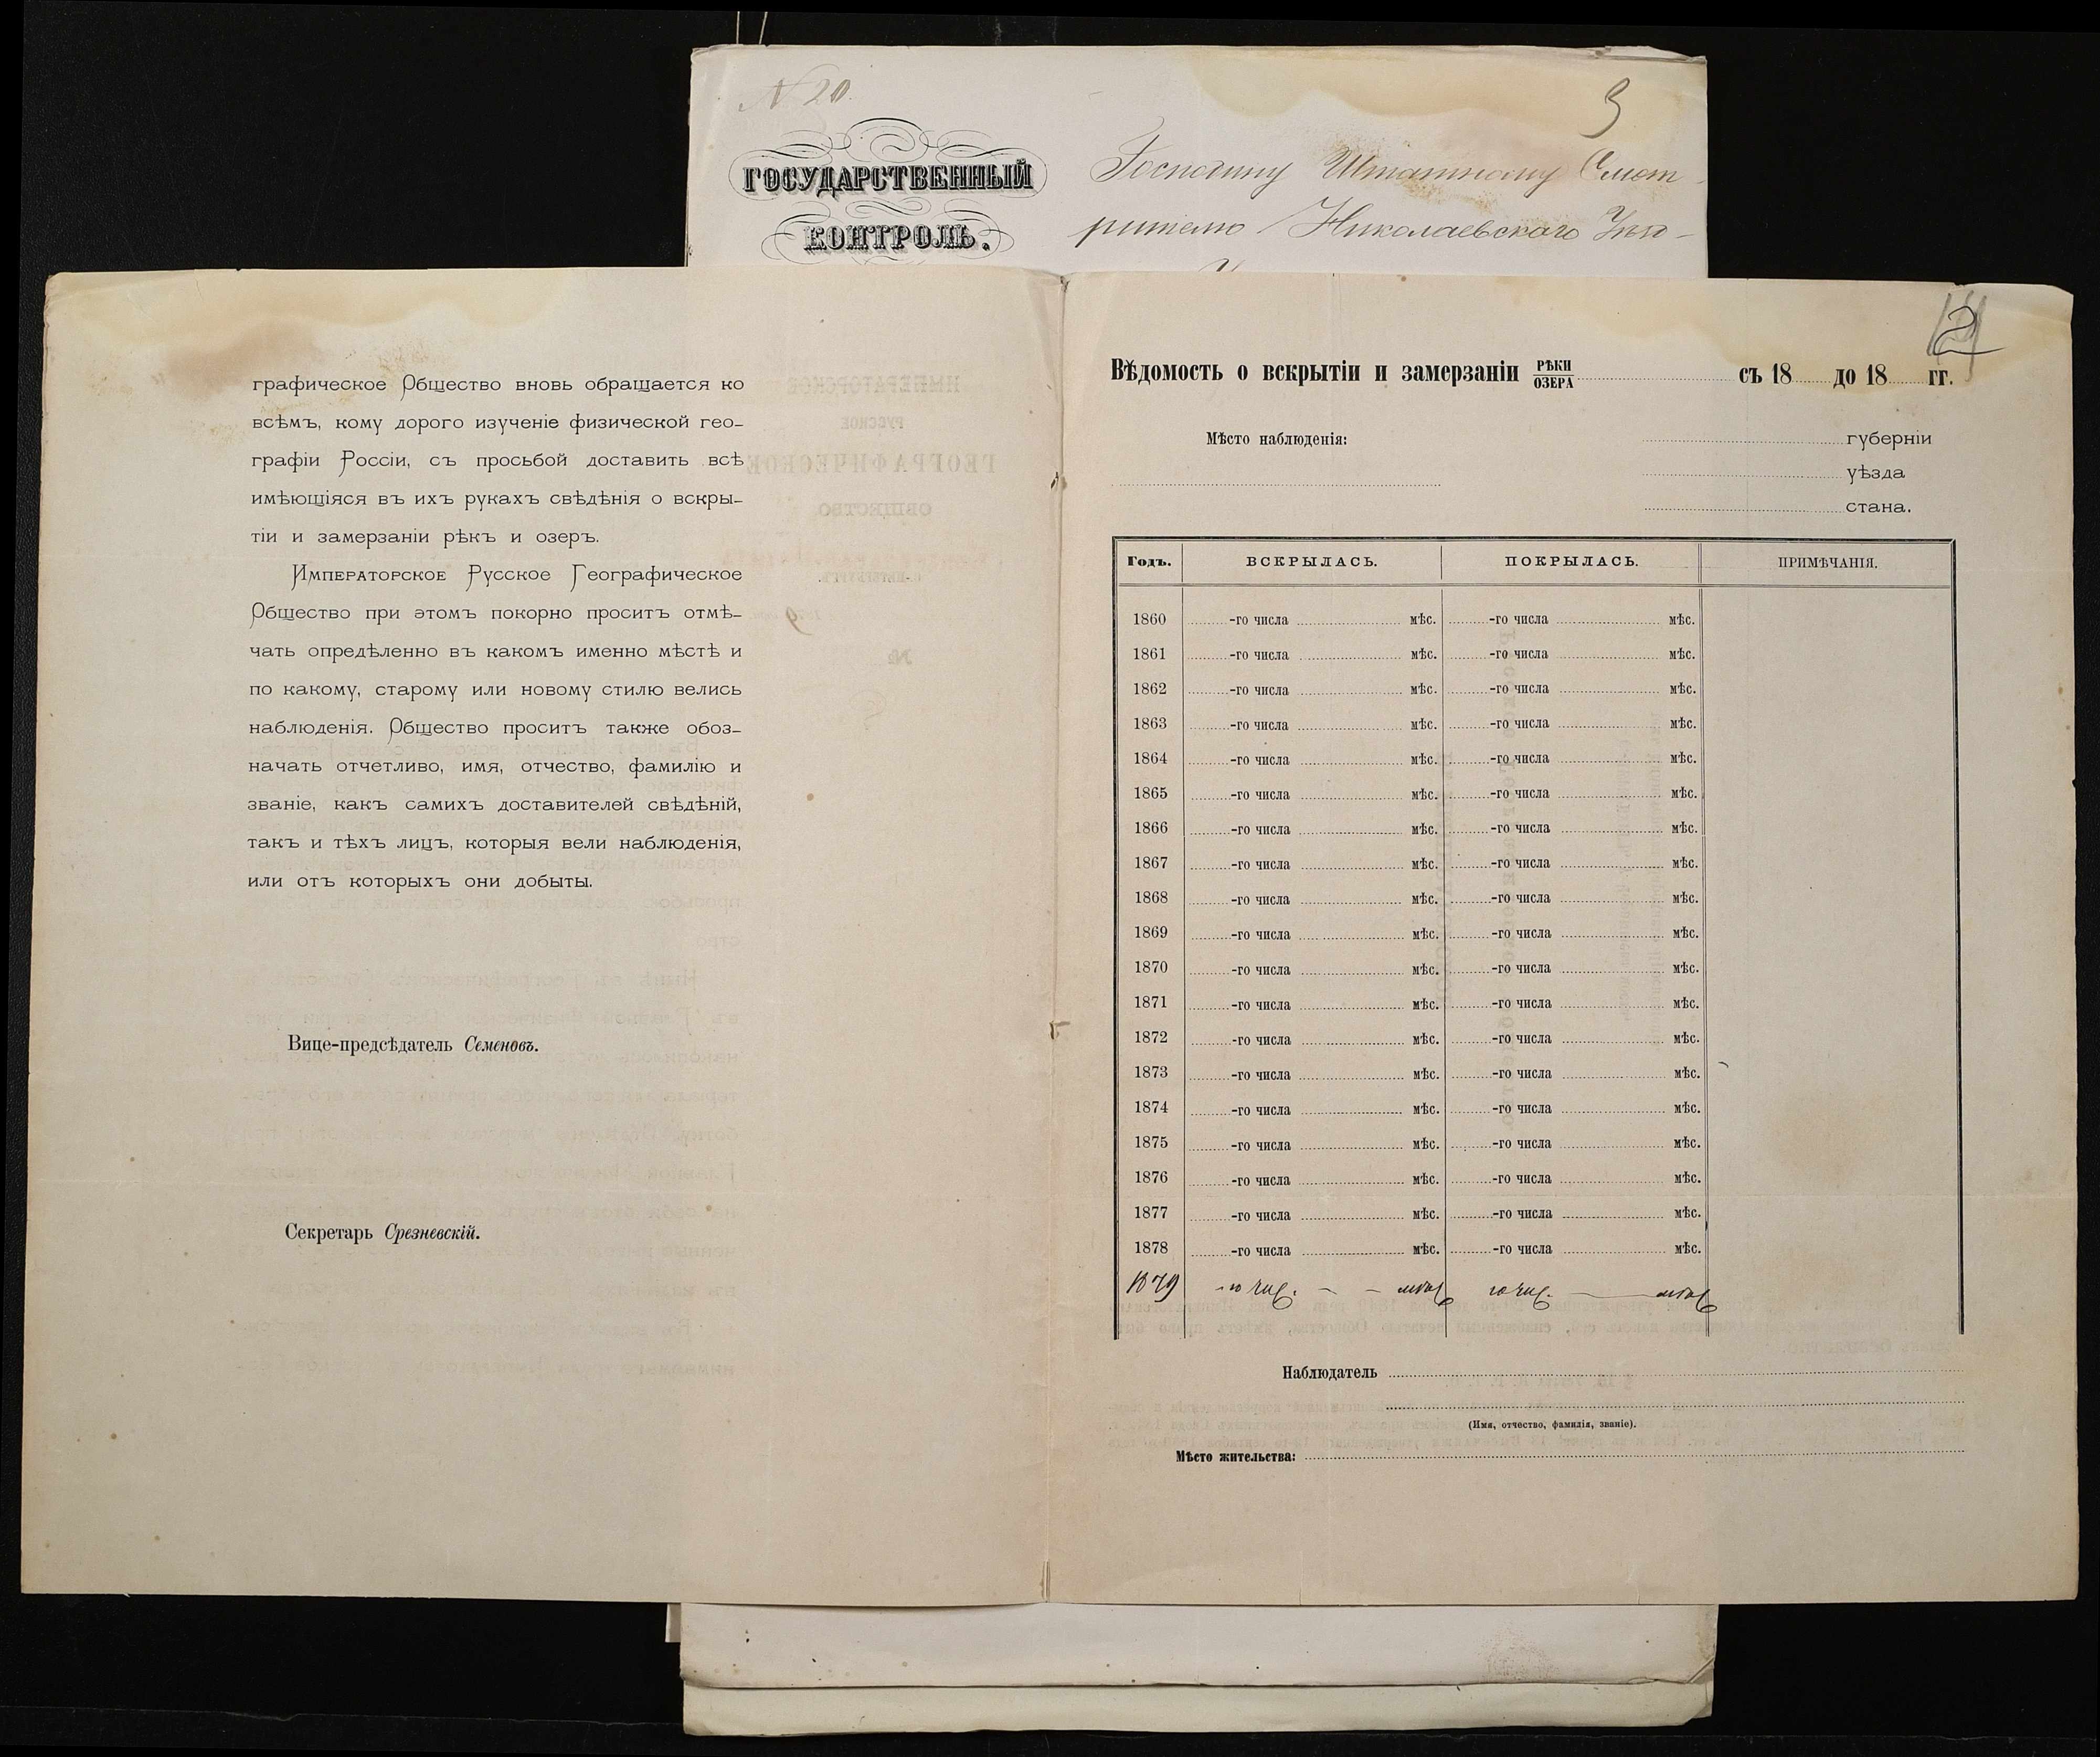 N 20.
3
ГОСУДАРСТВЕННЫЙ
КОНТРОЛЬ.
Господину Штатному Смот-
рителю Николаевскаго Уѣзд-
графическое Общество вновь обращается ко
всѣмъ, кому дорого изученіе физической гео-
графіи Россіи, съ просьбой доставить всѣ
имѣющіяся въ ихъ рукахъ свѣдѣнія о вскры-
тіи и замерзаніи рѣкъ и озеръ.
Императорское Русское Географическое
Общество при этомъ покорно проситъ отмѣ-
чать опредѣленно въ какомъ именно мѣстѣ и
по какому, старому или новому стилю велись
наблюденія. Общество проситъ также обоз-
начать отчетливо, имя, отчество, фамилію и
званіе, какъ самихъ доставителей свѣдѣній,
такъ и тѣхъ лицъ, которыя вели наблюденія,
или отъ которыхъ они добыты.
Вице-предсѣдатель Семеновъ.
Секретарь Срезневскій.
2
Вѣдомость о вскрытіи и замерзаніи РѢКИ ОЗЕРА съ 18 до 18 гг.
Мѣсто наблюденія: губерніи
уѣзда
стана.
Годъ. ВСКРЫЛАСЬ. ПОКРЫЛАСЬ. ПРИМѢЧАНІЯ.
1860 -го числа мѣс. -го числа мѣс.
1861 -го числа мѣс. -го числа мѣс.
1862 -го числа мѣс. -го числа мѣс.
1863 -го числа мѣс. -го числа мѣс.
1864 -го числа мѣс. -го числа мѣс.
1865 -го числа мѣс. -го числа мѣс.
1866 -го числа мѣс. -го числа мѣс.
1867 -го числа мѣс. -го числа мѣс.
1868 -го числа мѣс. -го числа мѣс.
1869 -го числа мѣс. -го числа мѣс.
1870 -го числа мѣс. -го числа мѣс.
1871 -го числа мѣс. -го числа мѣс.
1872 -го числа мѣс. -го числа мѣс.
1873 -го числа мѣс. -го числа мѣс.
1874 -го числа мѣс. -го числа мѣс.
1875 -го числа мѣс. -го числа мѣс.
1876 -го числа мѣс. -го числа мѣс.
1877 -го числа мѣс. -го числа мѣс.
1878 -го числа мѣс. -го числа мѣс.
1879 -го чис. - - мѣс. го чис. — мѣс.
Наблюдатель
(Имя, отчество, фамилія, званіе).
Мѣсто жительства: